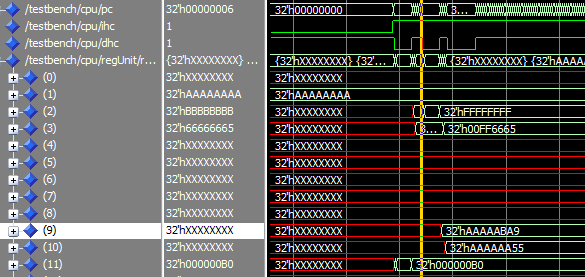 /testbench/cpu/pc 32'h00000006 32'h00000000 3...
/testbench/cpu/ihc 1
/testbench/cpu/dhc 1
/testbench/cpu/regUnit/r... {32'hXXXXXXXX} ... {32'hXXXXXXXX} {32'... {32'hXXXXXXXX} {32'hAAAA
(0) 32'hXXXXXXXX 32'hXXXXXXXX
(1) 32'hAAAAAAAA 32'hAAAAAAAA
(2) 32'hBBBBBBBB 32'hXXXXXXXX 32'hFFFFFFFF
(3) 32'h66666665 32'hXXXXXXXX 32'h00FF6665
(4) 32'hXXXXXXXX 32'hXXXXXXXX
(5) 32'hXXXXXXXX 32'hXXXXXXXX
(6) 32'hXXXXXXXX 32'hXXXXXXXX
(7) 32'hXXXXXXXX 32'hXXXXXXXX
(8) 32'hXXXXXXXX 32'hXXXXXXXX
(9) 32'hXXXXXXXX 32'hXXXXXXXX 32'hAAAAABA9
(10) 32'hXXXXXXXX 32'hXXXXXXXX 32'hAAAAAA55
(11) 32'h000000B0 32'hXXXXXXXX 32'h000000B0